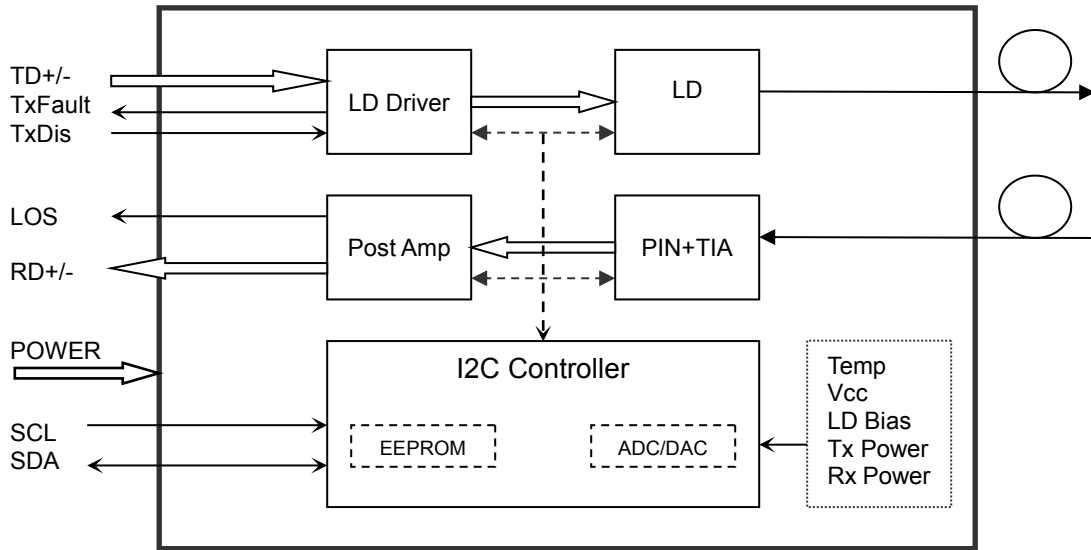 TD+/-
TxFault
TxDis
LD Driver
LD
LOS
RD+/-
Post Amp
PIN+TIA
POWER
SCL
SDA
I2C Controller
EEPROM
ADC/DAC
Temp
Vcc
LD Bias
Tx Power
Rx Power